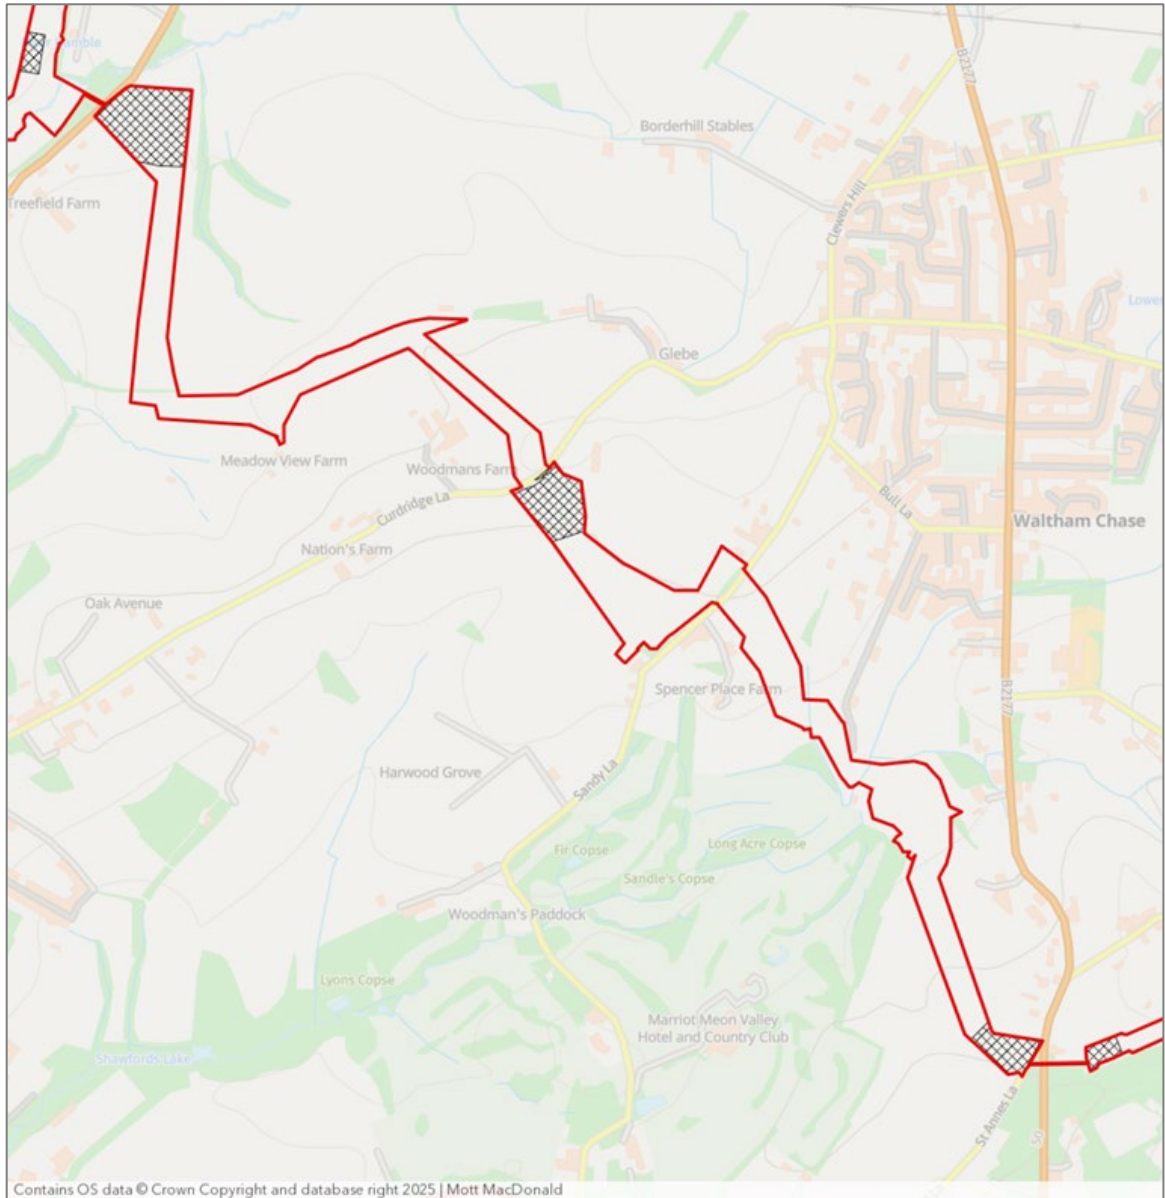 B2177
Borderhill Stables
Clewers Hill
Treefield Farm
Lower
Glebe
Meadow View Farm
Woodmans Farm
Curdridge La
Bull La
Waltham Chase
Nation's Farm
Oak Avenue
Spencer Place Farm
B2177
Harwood Grove
Sandy La
Fir Copse
Long Acre Copse
Sandle's Copse
Woodman's Paddock
Lyons Copse
Marriot Meon Valley
Hotel and Country Club
Shawfords Lake
St Annes La
Contains OS data © Crown Copyright and database right 2025 | Mott MacDonald